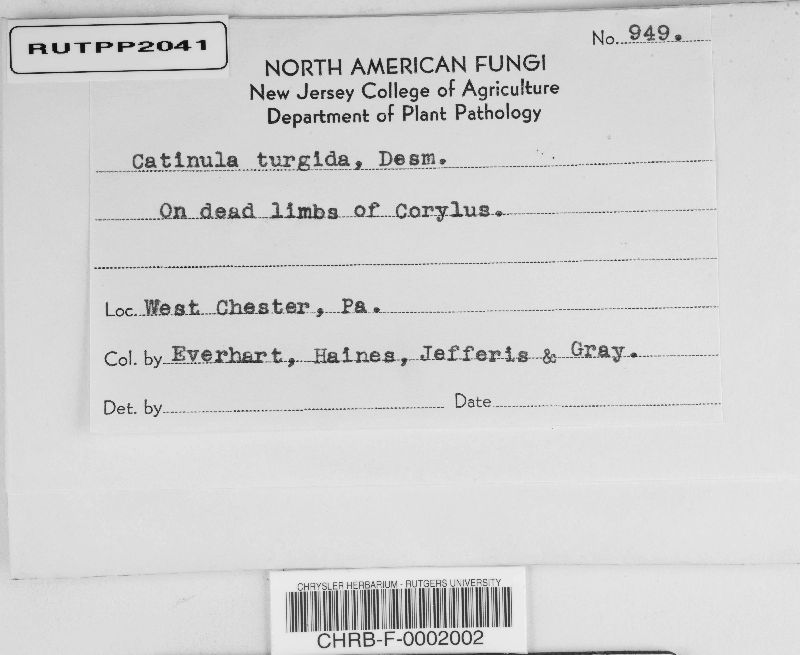 RUTPP2041
No. 949.
NORTH AMERICAN FUNGI
New Jersey College of Agriculture
Department of Plant Pathology
Catinula turgida, Desm.
On dead limbs of Corylus.
Loc. West Chester, Pa.
Col. by Everhart, Haines, Jefferis & Gray.
Det. by
Date
CHRYSLER HERBARIUM - RUTGERS UNIVERSITY
CHRB-F-0002002